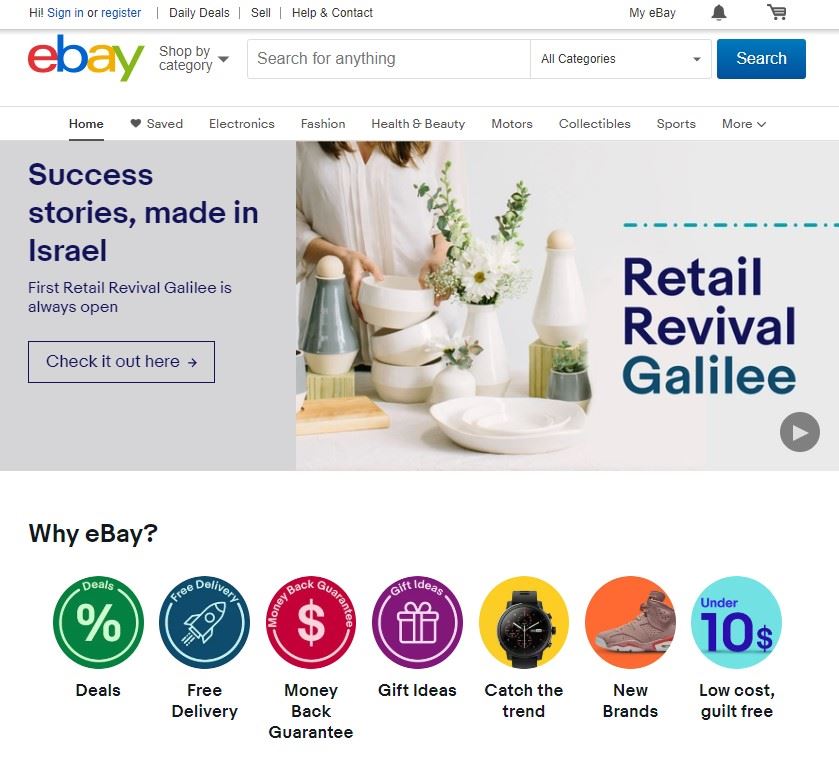 Hi! Sign in or register
Daily Deals
Sell
Help & Contact
My eBay
ebay
Shop by
category
Search for anything
All Categories
Search
Home
Saved
Electronics
Fashion
Health & Beauty
Motors
Collectibles
Sports
More
Success
stories, made in
Israel
First Retail Revival Galilee is
always open
Check it out here →
Retail
Revival
Galilee
Why eBay?
Deals
%
Free Delivery
Money Back Guarantee
$
Gift Ideas
Under
10$
Deals
Free
Delivery
Money
Back
Guarantee
Gift Ideas
Catch the
trend
New
Brands
Low cost,
guilt free